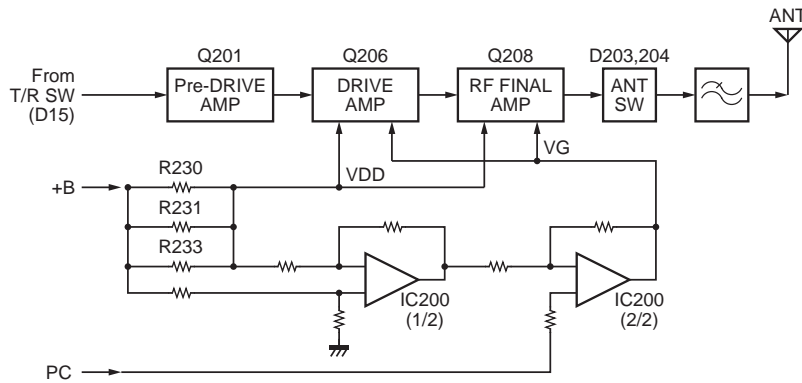 ANT
Q201
Q206
Q208
D203,204
From
T/R SW
(D15)
Pre-DRIVE
AMP
DRIVE
AMP
RF FINAL
AMP
ANT
SW
VG
VDD
+B
R230
R231
R233
IC200
(1/2)
IC200
(2/2)
PC